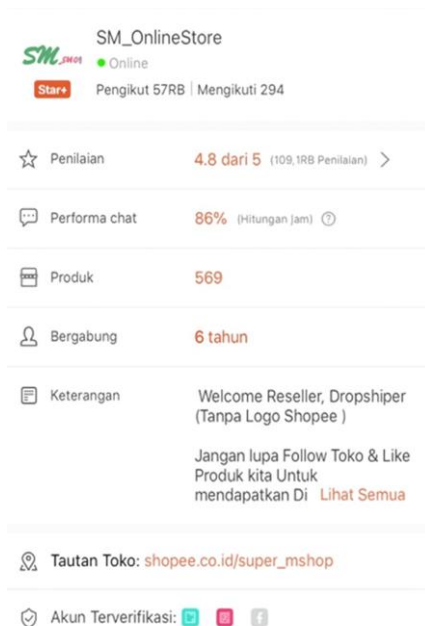 SM_OnlineStore
SM SHOP
Online
Star+
Pengikut 57RB | Mengikuti 294
Penilaian 4.8 dari 5 (109,1RB Penilaian)
Performa chat 86% (Hitungan Jam)
Produk 569
Bergabung 6 tahun
Keterangan Welcome Reseller, Dropshiper
(Tanpa Logo Shopee )
Jangan lupa Follow Toko & Like
Produk kita Untuk
mendapatkan Di Lihat Semua
Tautan Toko: shopee.co.id/super_mshop
Akun Terverifikasi: